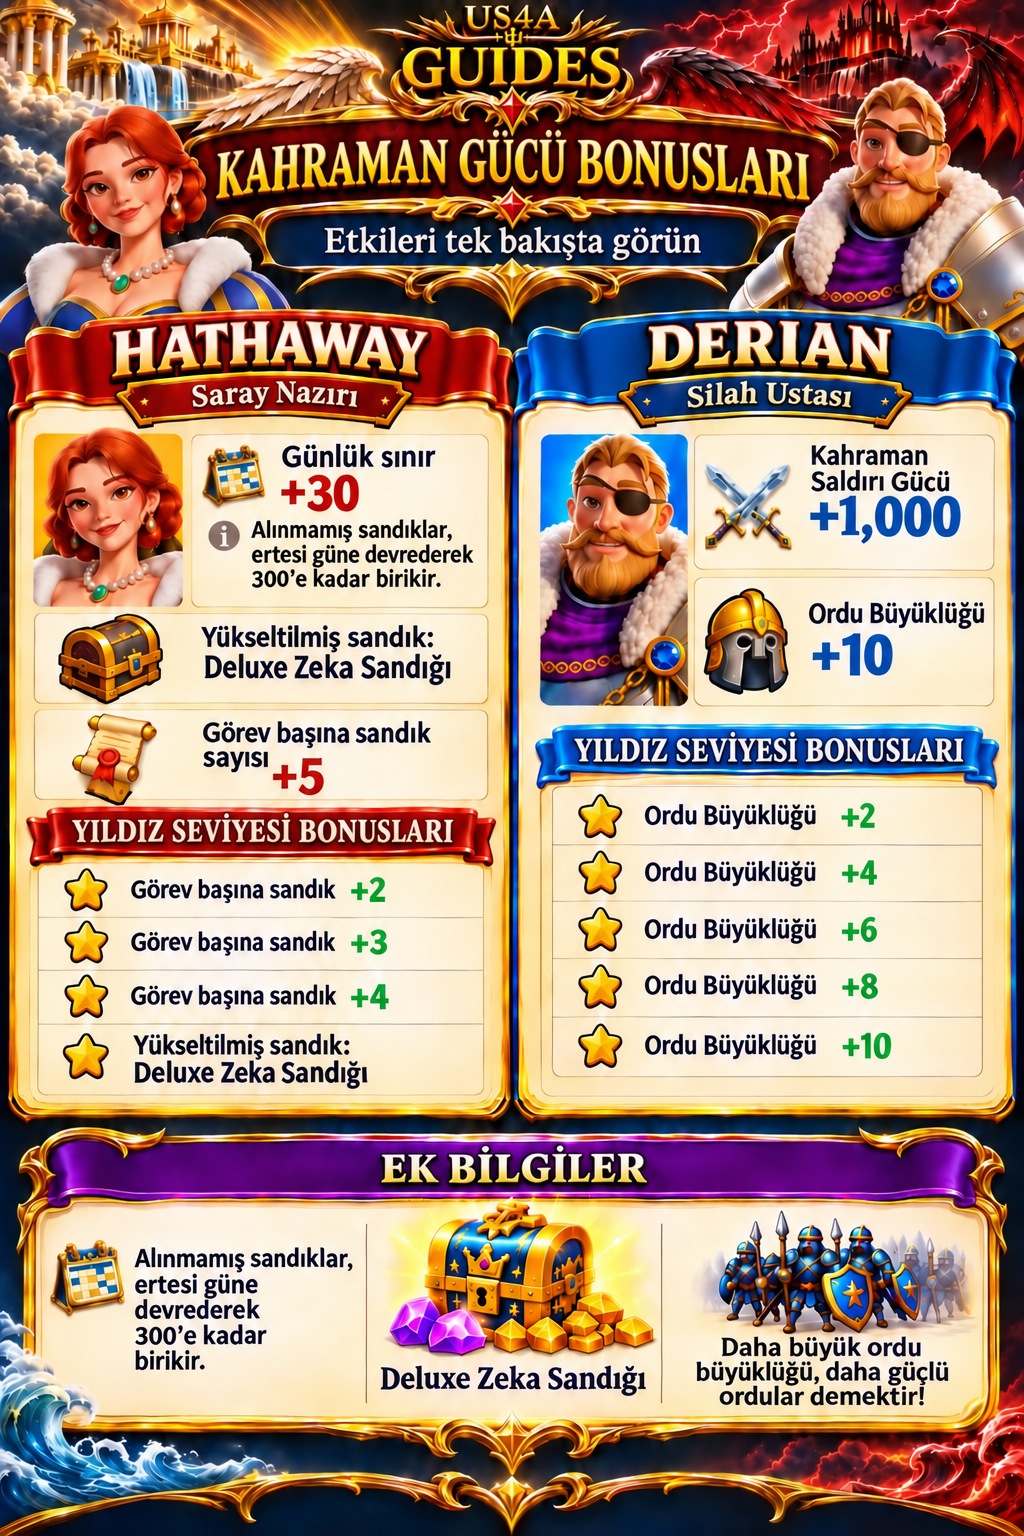 US4A
GUIDES
KAHRAMAN GÜCÜ BONUSLARI
Etkileri tek bakışta görün
HATHAWAY
Saray Nazırı
Günlük sınır
+30
i
Alınmamış sandıklar,
ertesi güne devrederek
300'e kadar birikir.
Yükseltilmiş sandık:
Deluxe Zeka Sandığı
Görev başına sandık
sayısı
+5
YILDIZ SEVİYESİ BONUSLARI
Görev başına sandık +2
Görev başına sandık +3
Görev başına sandık +4
Yükseltilmiş sandık:
Deluxe Zeka Sandığı
DERIAN
Silah Ustası
Kahraman
Saldırı Gücü
+1,000
Ordu Büyüklüğü
+10
YILDIZ SEVİYESİ BONUSLARI
Ordu Büyüklüğü +2
Ordu Büyüklüğü +4
Ordu Büyüklüğü +6
Ordu Büyüklüğü +8
Ordu Büyüklüğü +10
EK BİLGİLER
Alınmamış sandıklar,
ertesi güne
devrederek
300'e kadar
birikir.
Deluxe Zeka Sandığı
Daha büyük ordu
büyüklüğü, daha güçlü
ordular demektir!